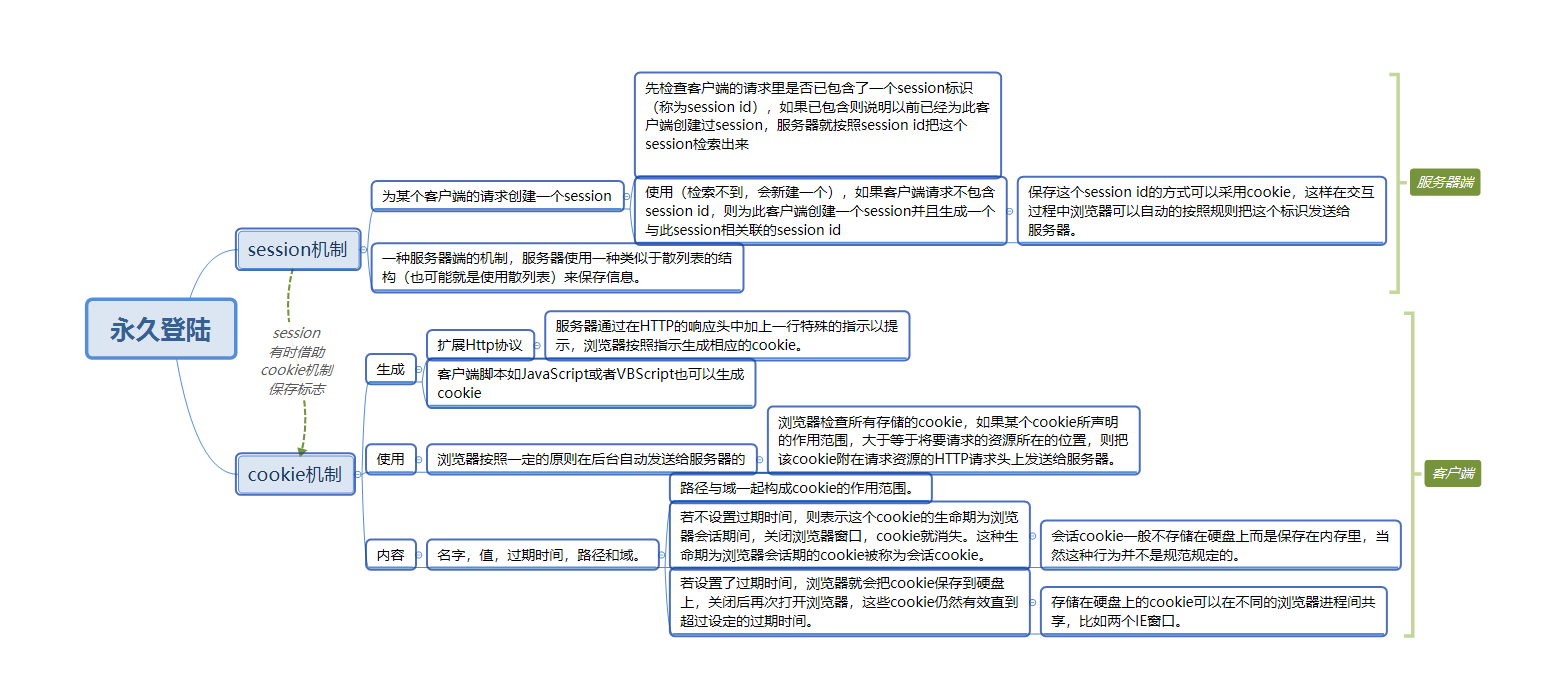 永久登陆
session机制
为某个客户端的请求创建一个session
先检查客户端的请求里是否已包含了一个session标识
（称为session id），如果已包含则说明以前已经为此客
户端创建过session，服务器就按照session id把这个
session检索出来
使用（检索不到，会新建一个），如果客户端请求不包含
session id，则为此客户端创建一个session并且生成一个
与此session相关联的session id
保存这个session id的方式可以采用cookie，这样在交互
过程中浏览器可以自动的按照规则把这个标识发送给
服务器。
一种服务器端的机制，服务器使用一种类似于散列表的结
构（也可能就是使用散列表）来保存信息。
服务器端
session
有时借助
cookie机制
保存标志
cookie机制
生成
扩展Http协议
服务器通过在HTTP的响应头中加上一行特殊的指示以提
示，浏览器按照指示生成相应的cookie。
客户端脚本如JavaScript或者VBScript也可以生成
cookie
使用
浏览器按照一定的原则在后台自动发送给服务器的
浏览器检查所有存储的cookie，如果某个cookie所声明
的作用范围，大于等于将要请求的资源所在的位置，则把
该cookie附在请求资源的HTTP请求头上发送给服务器。
内容
名字，值，过期时间，路径和域。
路径与域一起构成cookie的作用范围。
若不设置过期时间，则表示这个cookie的生命期为浏览
器会话期间，关闭浏览器窗口，cookie就消失。这种生
命期为浏览器会话期的cookie被称为会话cookie。
会话cookie一般不存储在硬盘上而是保存在内存里，当
然这种行为并不是规范规定的。
若设置了过期时间，浏览器就会把cookie保存到硬盘
上，关闭后再次打开浏览器，这些cookie仍然有效直到
超过设定的过期时间。
存储在硬盘上的cookie可以在不同的浏览器进程间共
享，比如两个IE窗口。
客户端